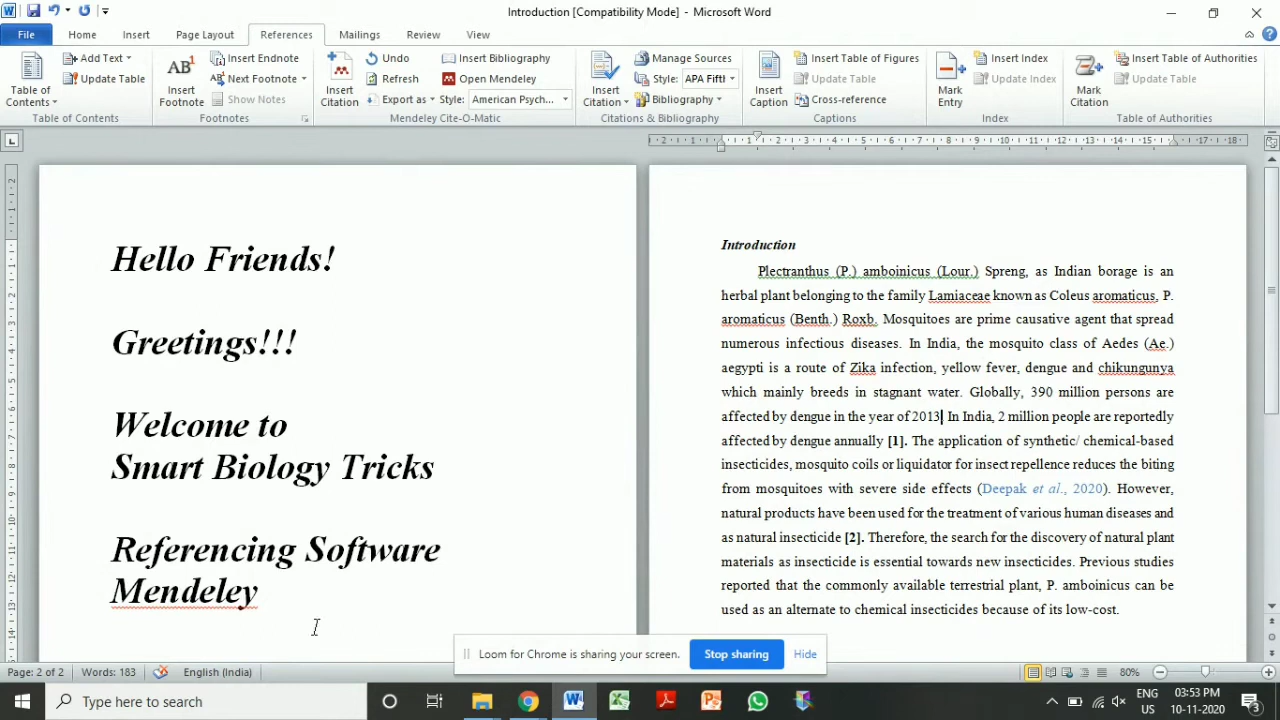 Introduction [Compatibility Mode] - Microsoft Word
File Home Insert Page Layout References Mailings Review View
Table of Contents
Add Text
Update Table
Table of Contents
AB1
Insert Footnote
Insert Endnote
Next Footnote
Show Notes
Footnotes
Insert Citation
Undo
Refresh
Export as
Insert Bibliography
Open Mendeley
Style: American Psych...
Mendeley Cite-O-Matic
Insert Citation
Manage Sources
Style: APA Fifth
Bibliography
Citations & Bibliography
Insert Caption
Insert Table of Figures
Update Table
Cross-reference
Captions
Mark Entry
Insert Index
Update Index
Index
Mark Citation
Insert Table of Authorities
Update Table
Table of Authorities
Hello Friends!
Greetings!!!
Welcome to
Smart Biology Tricks
Referencing Software
Mendeley
Introduction
Plectranthus (P.) amboinicus (Lour.) Spreng, as Indian borage is an
herbal plant belonging to the family Lamiaceae known as Coleus aromaticus, P.
aromaticus (Benth.) Roxb. Mosquitoes are prime causative agent that spread
numerous infectious diseases. In India, the mosquito class of Aedes (Ae.)
aegypti is a route of Zika infection, yellow fever, dengue and chikungunya
which mainly breeds in stagnant water. Globally, 390 million persons are
affected by dengue in the year of 2013 In India, 2 million people are reportedly
affected by dengue annually [1]. The application of synthetic/ chemical-based
insecticides, mosquito coils or liquidator for insect repellence reduces the biting
from mosquitoes with severe side effects (Deepak et al., 2020). However,
natural products have been used for the treatment of various human diseases and
as natural insecticide [2]. Therefore, the search for the discovery of natural plant
materials as insecticide is essential towards new insecticides. Previous studies
reported that the commonly available terrestrial plant, P. amboinicus can be
used as an alternate to chemical insecticides because of its low-cost.
Loom for Chrome is sharing your screen. Stop sharing Hide
Page: 2 of 2 Words: 183 English (India) 80%
Type here to search
ENG
US
03:53 PM
10-11-2020
3